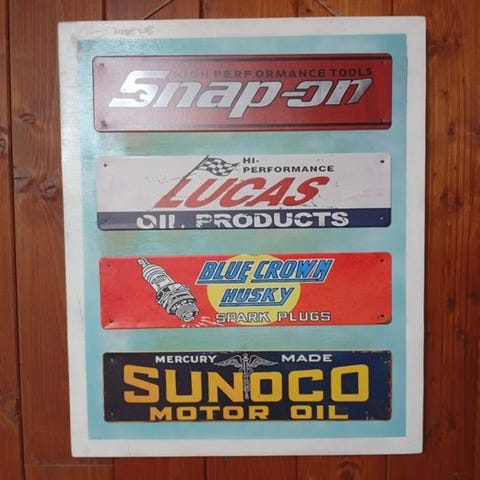 HIGH PERFORMANCE TOOLS
Snap-on
HI-
PERFORMANCE
LUCAS
OIL PRODUCTS
BLUE CROWN
HUSKY
SPARK PLUGS
MERCURY MADE
SUNOCO
MOTOR OIL